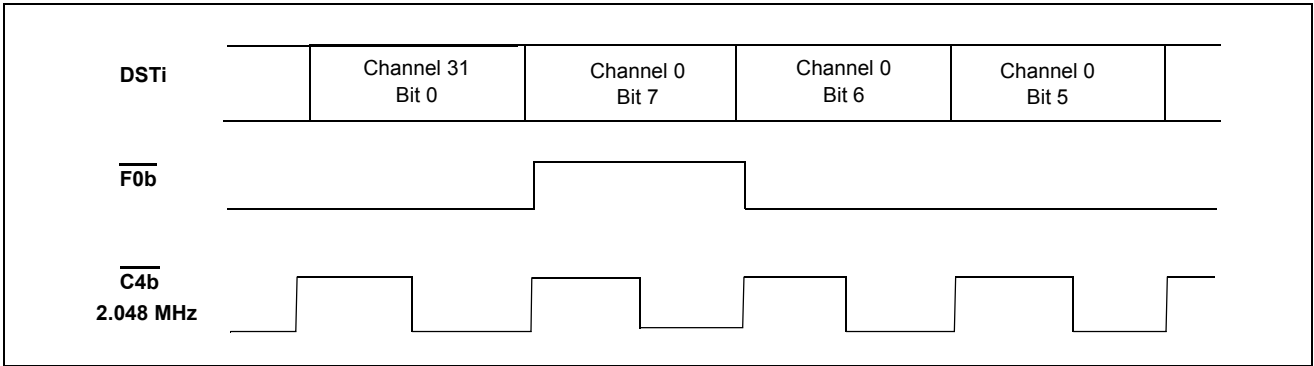 DSTi
Channel 31
Bit 0
Channel 0
Bit 7
Channel 0
Bit 6
Channel 0
Bit 5
F0b
C4b
2.048 MHz